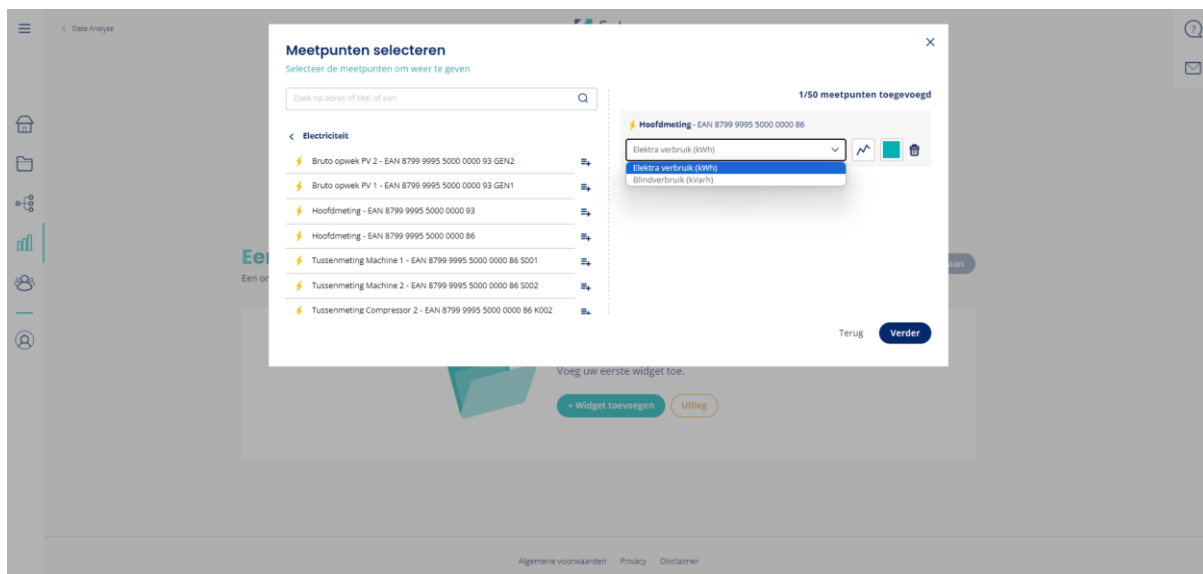 Data Analyse
Meetpunten selecteren
Selecteer de meetpunten om weer te geven
Zoek op adres of titel of ean
Electriciteit
Bruto opwek PV 2 - EAN 8799 9995 5000 0000 93 GEN2
Bruto opwek PV 1 - EAN 8799 9995 5000 0000 93 GEN1
Hoofdmeting - EAN 8799 9995 5000 0000 93
Hoofdmeting - EAN 8799 9995 5000 0000 86
Tussenmeting Machine 1 - EAN 8799 9995 5000 0000 86 S001
Tussenmeting Machine 2 - EAN 8799 9995 5000 0000 86 S002
Tussenmeting Compressor 2 - EAN 8799 9995 5000 0000 86 K002
1/50 meetpunten toegevoegd
Hoofdmeting - EAN 8799 9995 5000 0000 86
Elektra verbruik (kWh)
Elektra verbruik (kWh)
Blindverbruik (kVarh)
Terug
Verder
Voeg uw eerste widget toe.
+ Widget toevoegen
Uitleg
Algemene voorwaarden
Privacy
Disclaimer